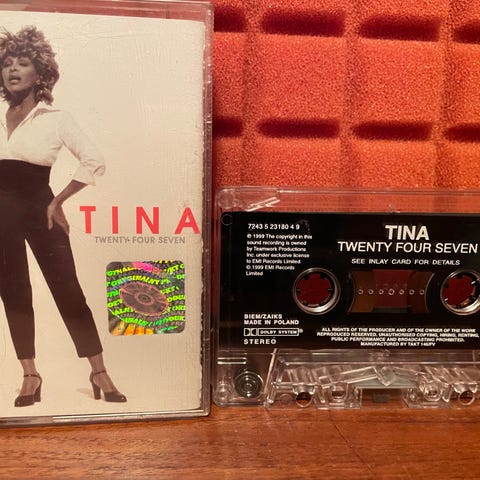 TINA
TWENTY FOUR SEVEN
ORYGINALNY
7243 5 23180 4 9
℗ 1999 The copyright in this
sound recording is owned
by Teamwork Productions
Inc. under exclusive license
to EMI Records Limited
© 1999 EMI Records
Limited
TINA
TWENTY FOUR SEVEN
SEE INLAY CARD FOR DETAILS
BIEM/ZAIKS
MADE IN POLAND
DOLBY SYSTEM
STEREO
ALL RIGHTS OF THE PRODUCER AND OF THE OWNER OF THE WORK
REPRODUCED RESERVED. UNAUTHORISED COPYING, HIRING, RENTING,
PUBLIC PERFORMANCE AND BROADCASTING PROHIBITED.
MANUFACTURED BY TAKT 146/FV